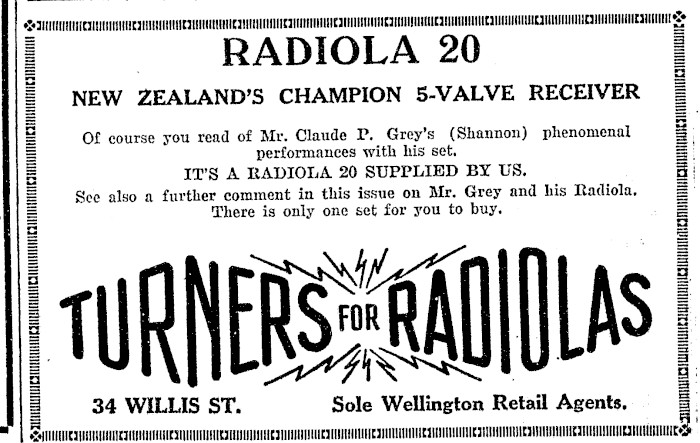 RADIOLA 20
NEW ZEALAND'S CHAMPION 5-VALVE RECEIVER
Of course you read of Mr. Claude P. Grey's (Shannon) phenomenal
performances with his set.
IT'S A RADIOLA 20 SUPPLIED BY US.
See also a further comment in this issue on Mr. Grey and his Radiola.
There is only one set for you to buy.
TURNERS FOR RADIOLAS
34 WILLIS ST. Sole Wellington Retail Agents.